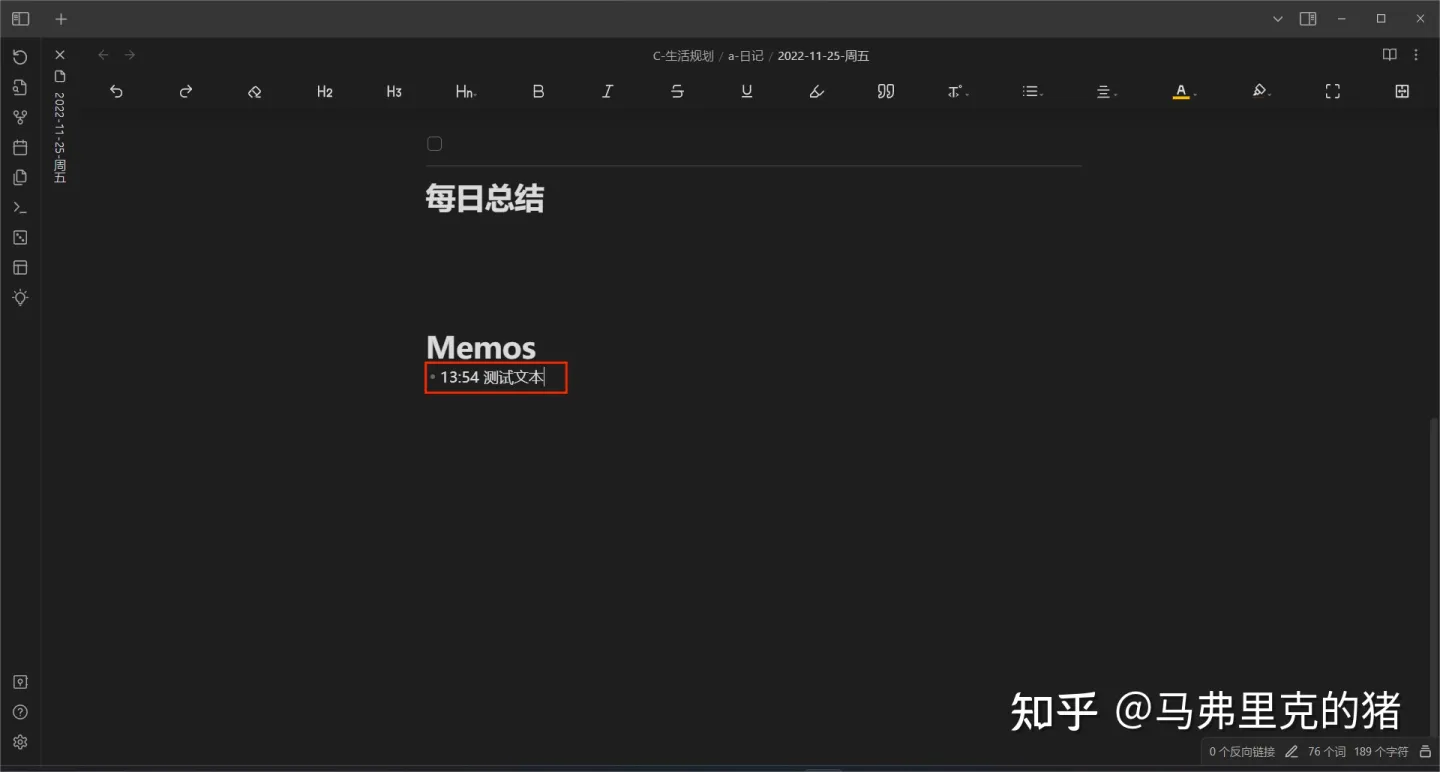 C-生活规划 / a-日记 / 2022-11-25-周五
2022-11-25-周五
H2 H3 Hn B I S U T A
每日总结
Memos
13:54 测试文本
知乎 @马弗里克的猪
0 个反向链接 76 个词 189 个字符